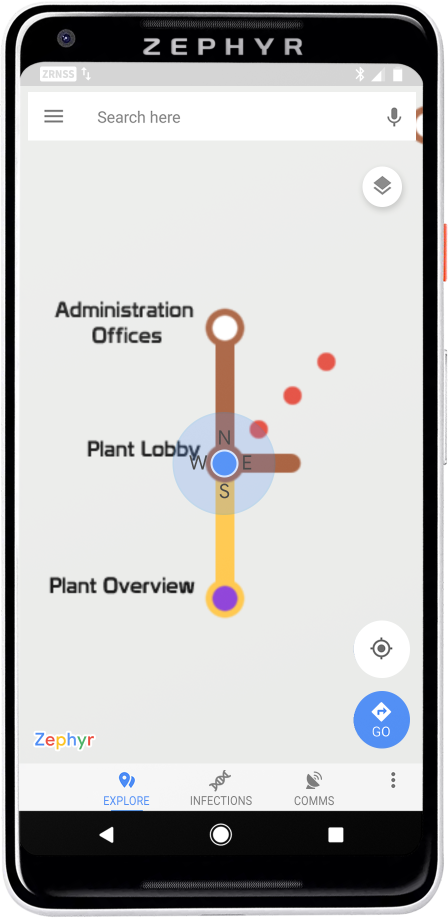 ZEPHYR
ZRNSS
Search here
Administration
Offices
N
Plant Lobby
W
E
S
Plant Overview
GO
Zephyr
EXPLORE
INFECTIONS
COMMS